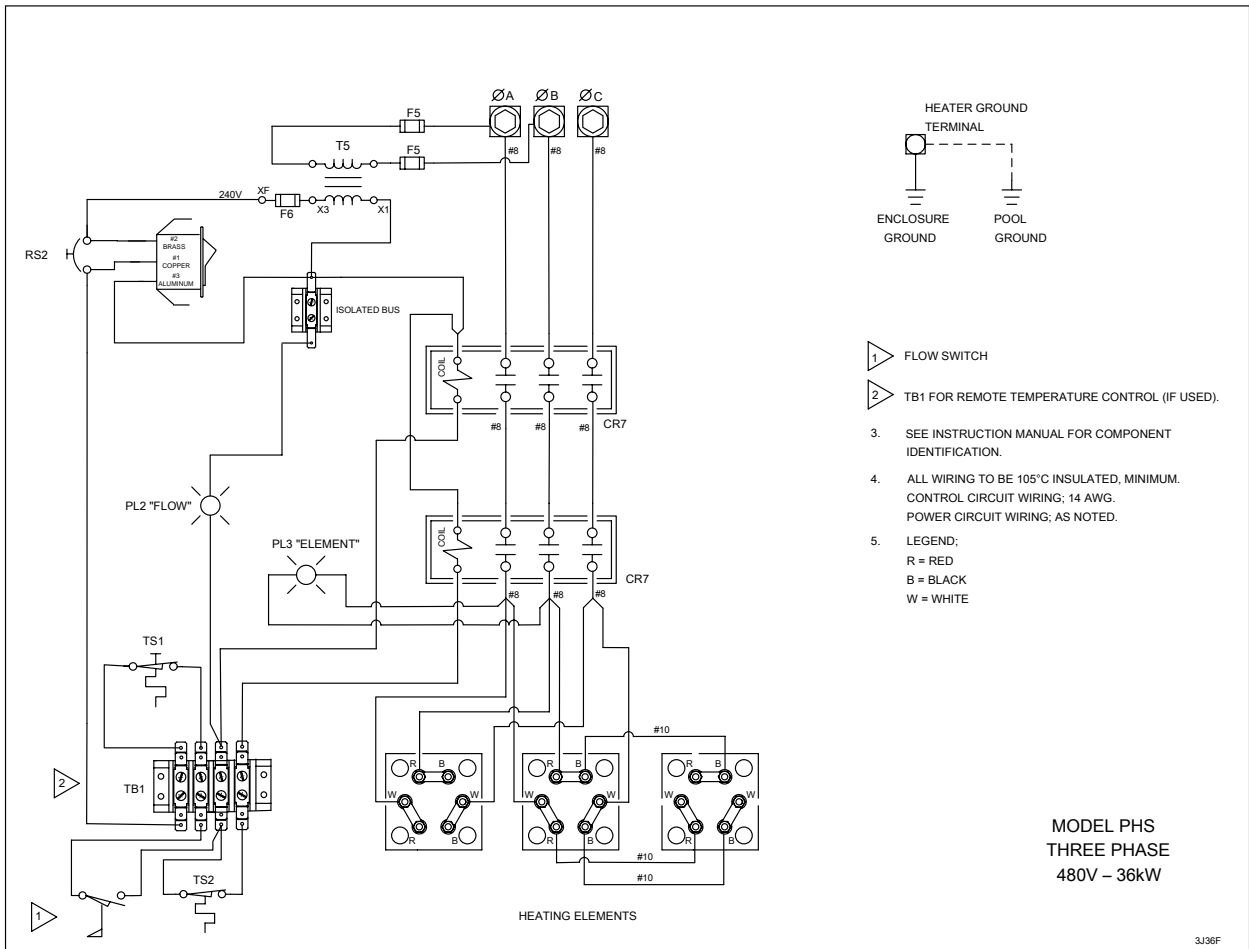 ØA
ØB
ØC
F5
T5
F5
#8
#8
#8
240V
XF
F6
X3
X1
RS2
#2
BRASS
#1
COPPER
#3
ALUMINUM
ISOLATED BUS
COIL
#8
#8
#8
CR7
PL2 "FLOW"
PL3 "ELEMENT"
COIL
CR7
#8
#8
#8
TS1
2
TB1
1
TS2
#10
R
B
W
W
R
B
R
B
W
W
R
B
R
B
W
W
R
B
#10
#10
HEATING ELEMENTS
HEATER GROUND
TERMINAL
ENCLOSURE
GROUND
POOL
GROUND
1 FLOW SWITCH
2 TB1 FOR REMOTE TEMPERATURE CONTROL (IF USED).
3. SEE INSTRUCTION MANUAL FOR COMPONENT
IDENTIFICATION.
4. ALL WIRING TO BE 105°C INSULATED, MINIMUM.
CONTROL CIRCUIT WIRING; 14 AWG.
POWER CIRCUIT WIRING; AS NOTED.
5. LEGEND;
R = RED
B = BLACK
W = WHITE
MODEL PHS
THREE PHASE
480V – 36kW
3J36F